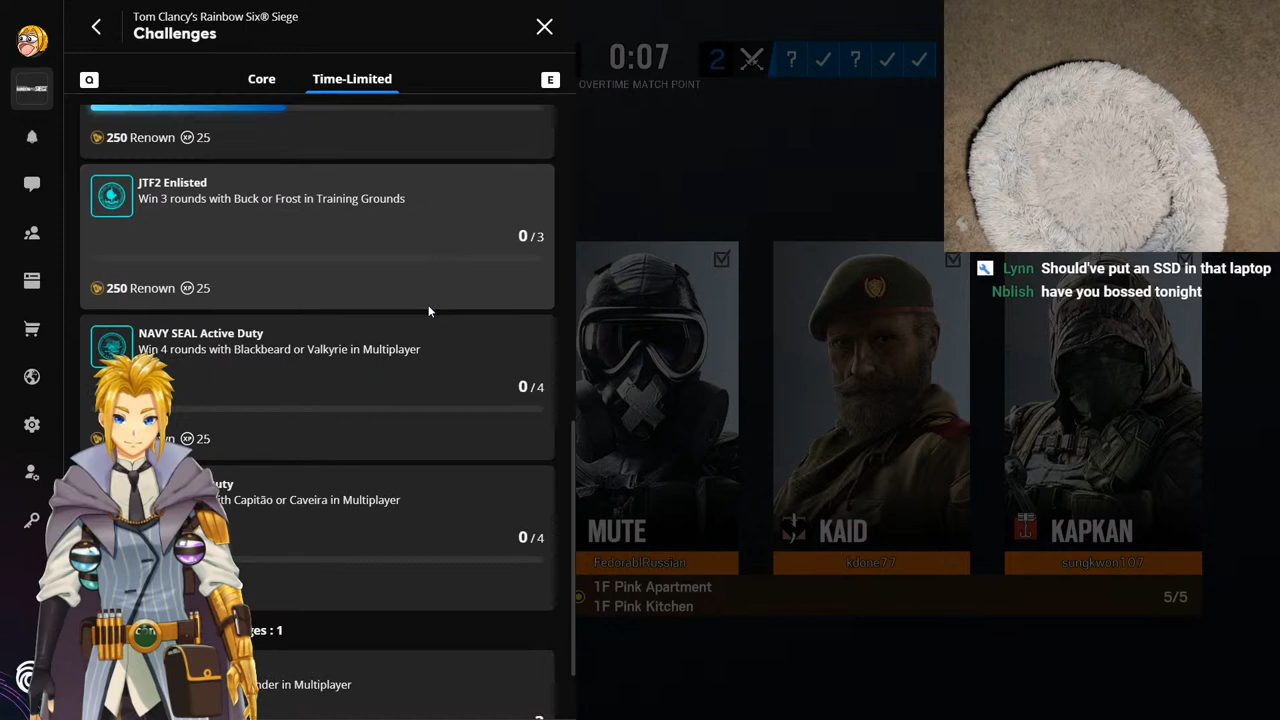 Tom Clancy's Rainbow Six® Siege
Challenges
Q
Core
Time-Limited
E
250 Renown XP 25
JTF2 Enlisted
Win 3 rounds with Buck or Frost in Training Grounds
0 / 3
250 Renown XP 25
NAVY SEAL Active Duty
Win 4 rounds with Blackbeard or Valkyrie in Multiplayer
0 / 4
XP 25
uty
ith Capitão or Caveira in Multiplayer
0 / 4
ges : 1
nder in Multiplayer
0:07
2
? ?
OVERTIME MATCH POINT
MUTE
FedorablRussian
KAID
kdone77
KAPKAN
sungkwon107
1F Pink Apartment
1F Pink Kitchen
5/5
Lynn Should've put an SSD in that laptop
Nblish have you bossed tonight